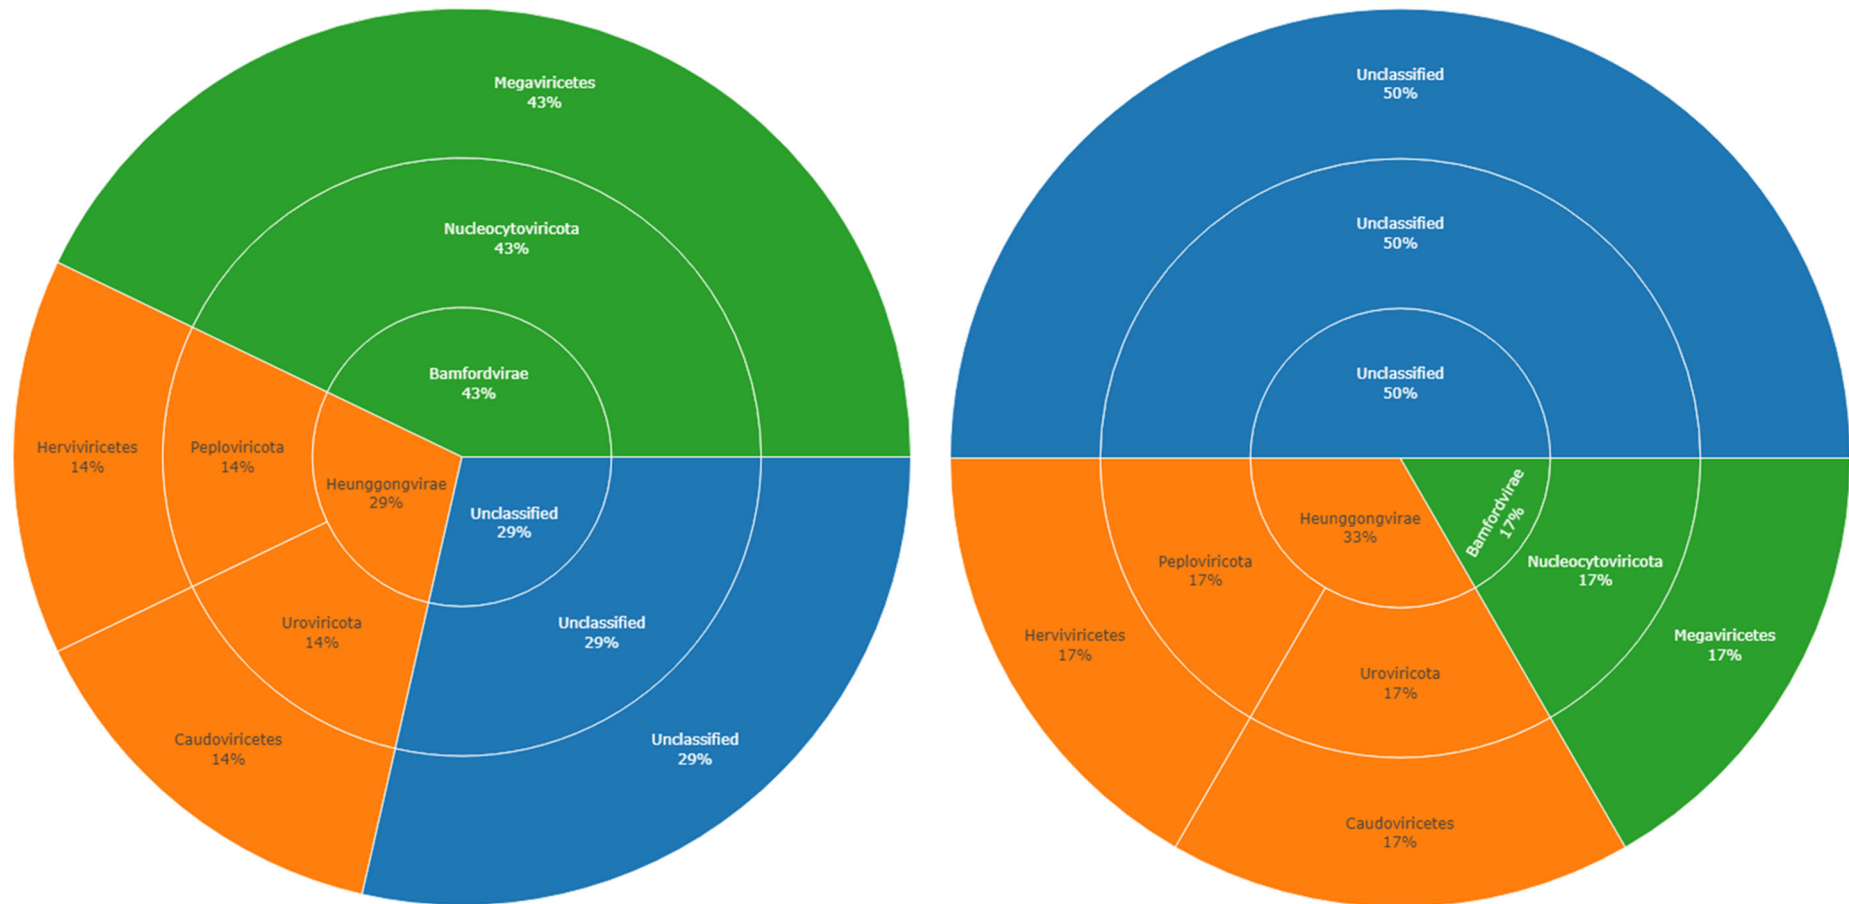 Megaviricetes
43%
Nucleocytoviricota
43%
Bamfordvirae
43%
Herviviricetes
14%
Peploviricota
14%
Heunggongvirae
29%
Unclassified
29%
Uroviricota
14%
Unclassified
29%
Caudoviricetes
14%
Unclassified
29%
Unclassified
50%
Unclassified
50%
Unclassified
50%
Bamfordvirae
17%
Heunggongvirae
33%
Peploviricota
17%
Nucleocytoviricota
17%
Herviviricetes
17%
Megaviricetes
17%
Uroviricota
17%
Caudoviricetes
17%